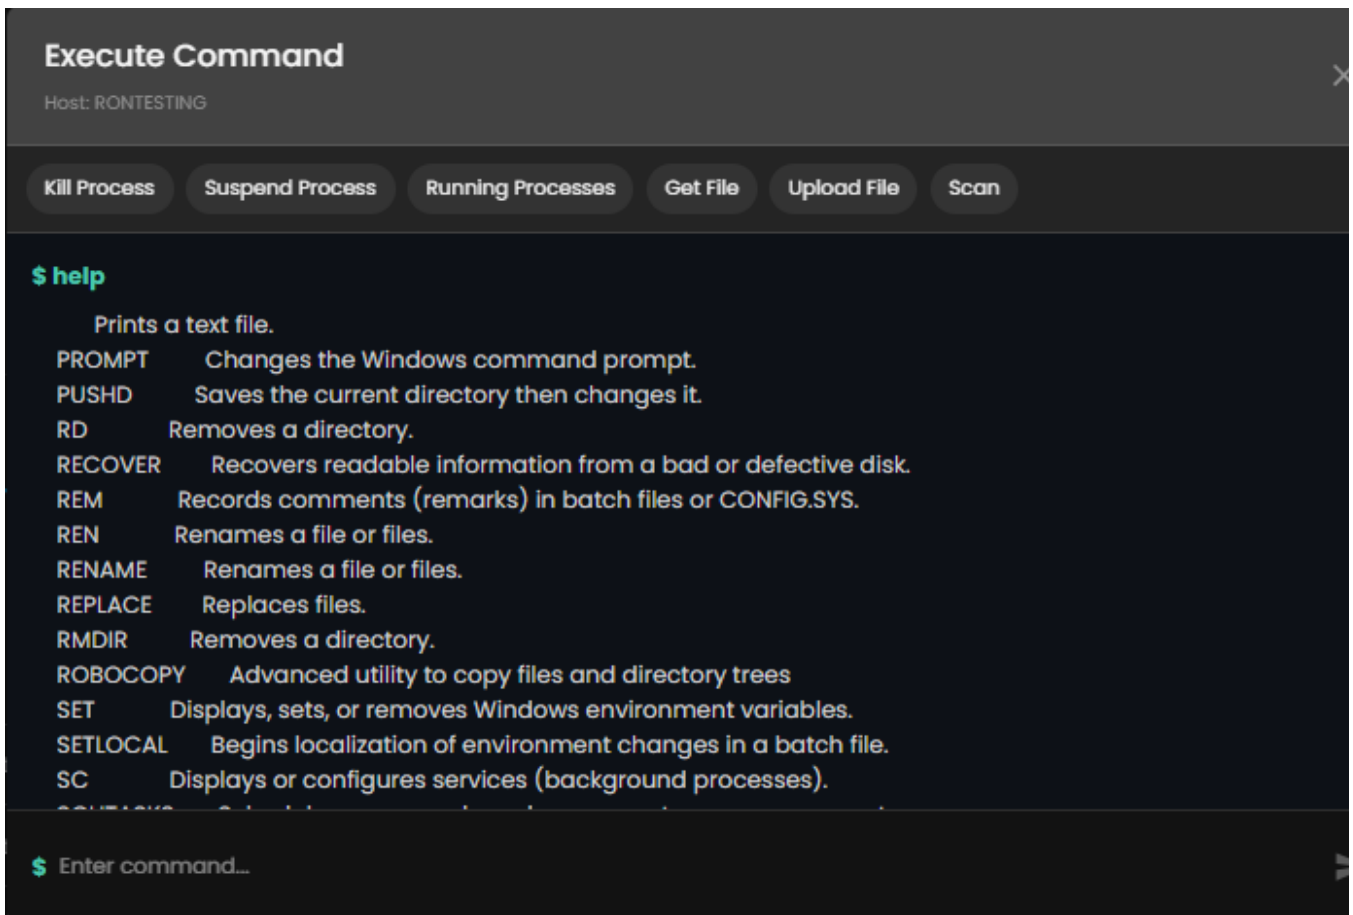 Execute Command
Host: RONTESTING
Kill Process Suspend Process Running Processes Get File Upload File Scan
$ help
Prints a text file.
PROMPT Changes the Windows command prompt.
PUSHD Saves the current directory then changes it.
RD Removes a directory.
RECOVER Recovers readable information from a bad or defective disk.
REM Records comments (remarks) in batch files or CONFIG.SYS.
REN Renames a file or files.
RENAME Renames a file or files.
REPLACE Replaces files.
RMDIR Removes a directory.
ROBOCOPY Advanced utility to copy files and directory trees
SET Displays, sets, or removes Windows environment variables.
SETLOCAL Begins localization of environment changes in a batch file.
SC Displays or configures services (background processes).
$ Enter command...